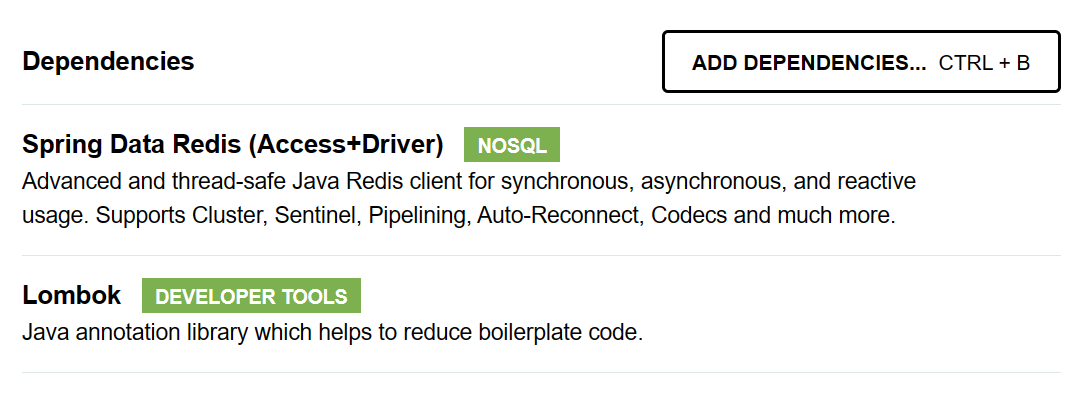 Dependencies
ADD DEPENDENCIES... CTRL + B
Spring Data Redis (Access+Driver) NOSQL
Advanced and thread-safe Java Redis client for synchronous, asynchronous, and reactive
usage. Supports Cluster, Sentinel, Pipelining, Auto-Reconnect, Codecs and much more.
Lombok DEVELOPER TOOLS
Java annotation library which helps to reduce boilerplate code.